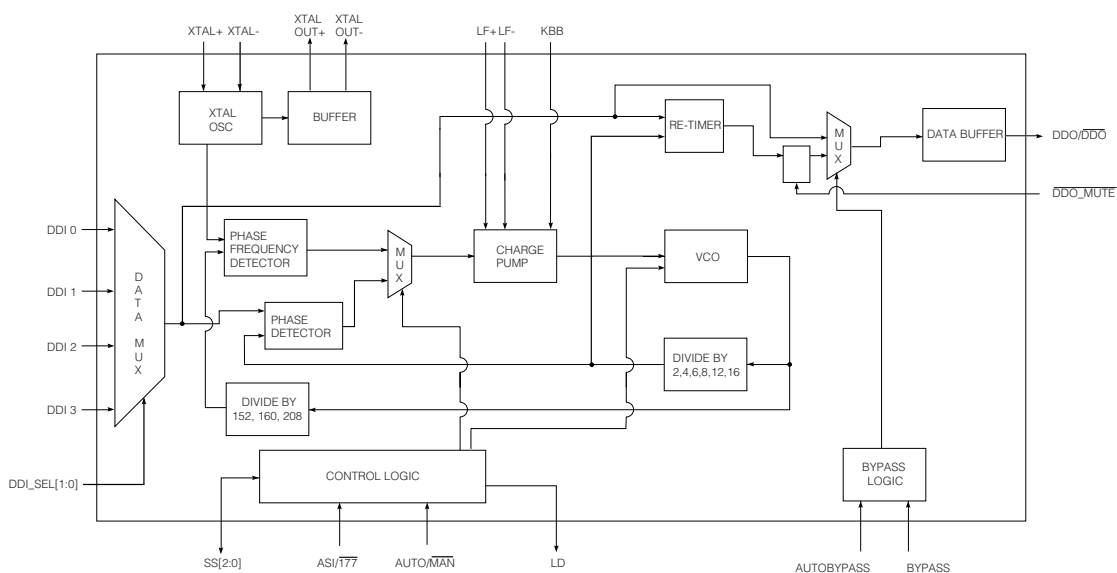 XTAL+ XTAL-
XTAL
OUT+
XTAL
OUT-
LF+ LF-
KBB
XTAL
OSC
BUFFER
RE-TIMER
MUX
DATA BUFFER
DDO/DDO
DDO_MUTE
DDI 0
DDI 1
DDI 2
DDI 3
DATA MUX
PHASE
FREQUENCY
DETECTOR
MUX
CHARGE
PUMP
VCO
PHASE
DETECTOR
DIVIDE BY
2,4,6,8,12,16
DIVIDE BY
152, 160, 208
DDI_SEL[1:0]
CONTROL LOGIC
BYPASS
LOGIC
SS[2:0]
ASI/177
AUTO/MAN
LD
AUTOBYPASS
BYPASS